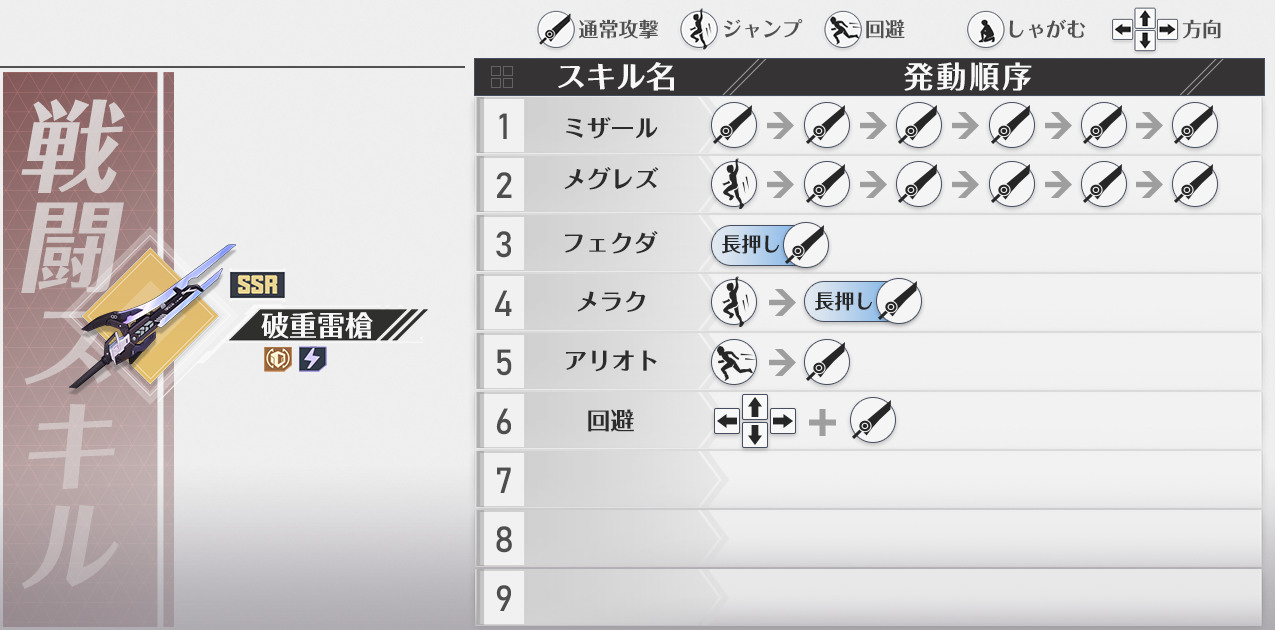 通常攻撃 ジャンプ 回避 しゃがむ 方向
戦闘スキル
SSR
破重雷槍
スキル名 発動順序
1 ミザール
2 メグレズ
3 フェクダ 長押し
4 メラク 長押し
5 アリオト
6 回避
7
8
9